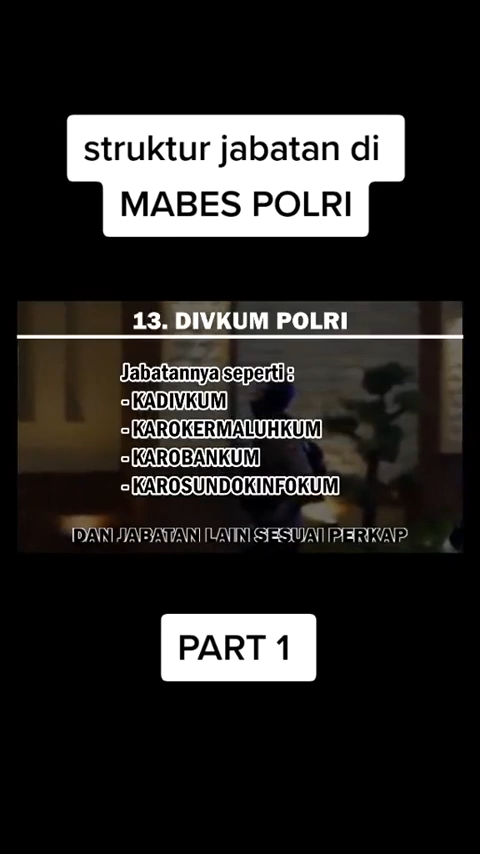 struktur jabatan di
MABES POLRI
13. DIVKUM POLRI
Jabatannya seperti :
-KADIVKUM
-KAROKERMALUHKUM
-KAROBANKUM
-KAROSUNDOKINFOKUM
DAN JABATAN LAIN SESUAI PERKAP
PART 1